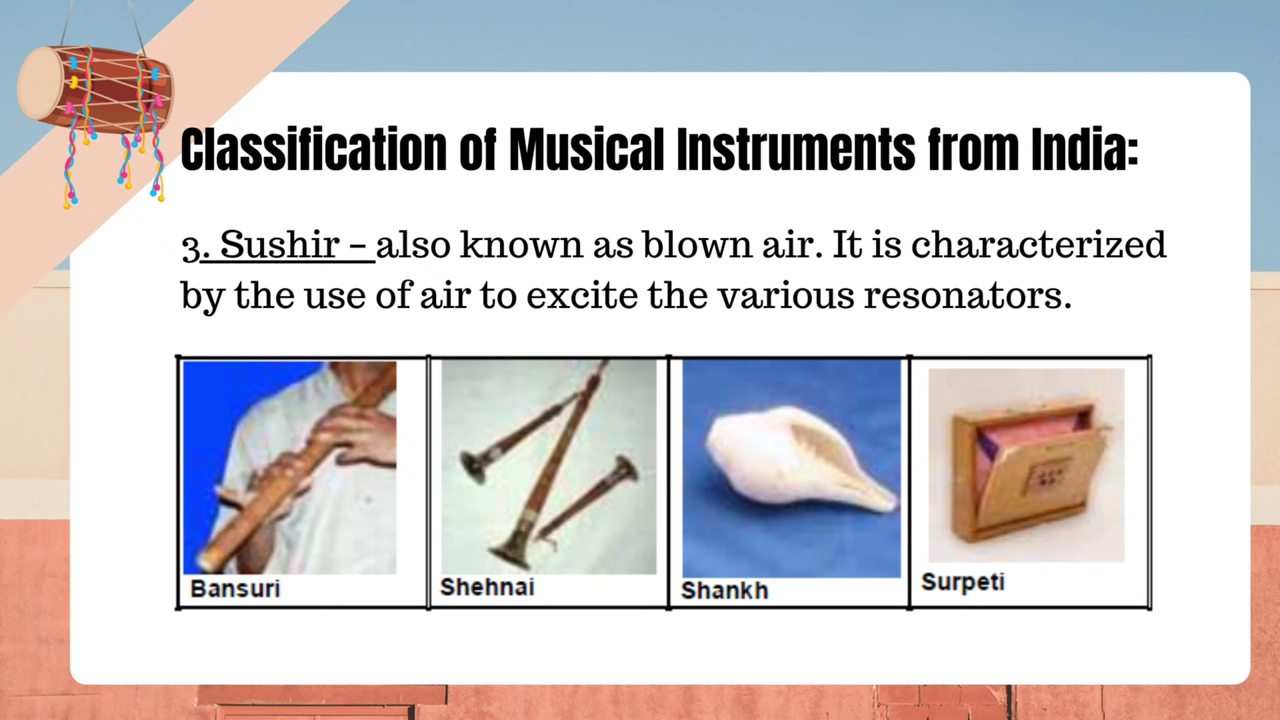 Classification of Musical Instruments from India:
3. Sushir – also known as blown air. It is characterized
by the use of air to excite the various resonators.
Bansuri
Shehnai
Shankh
Surpeti